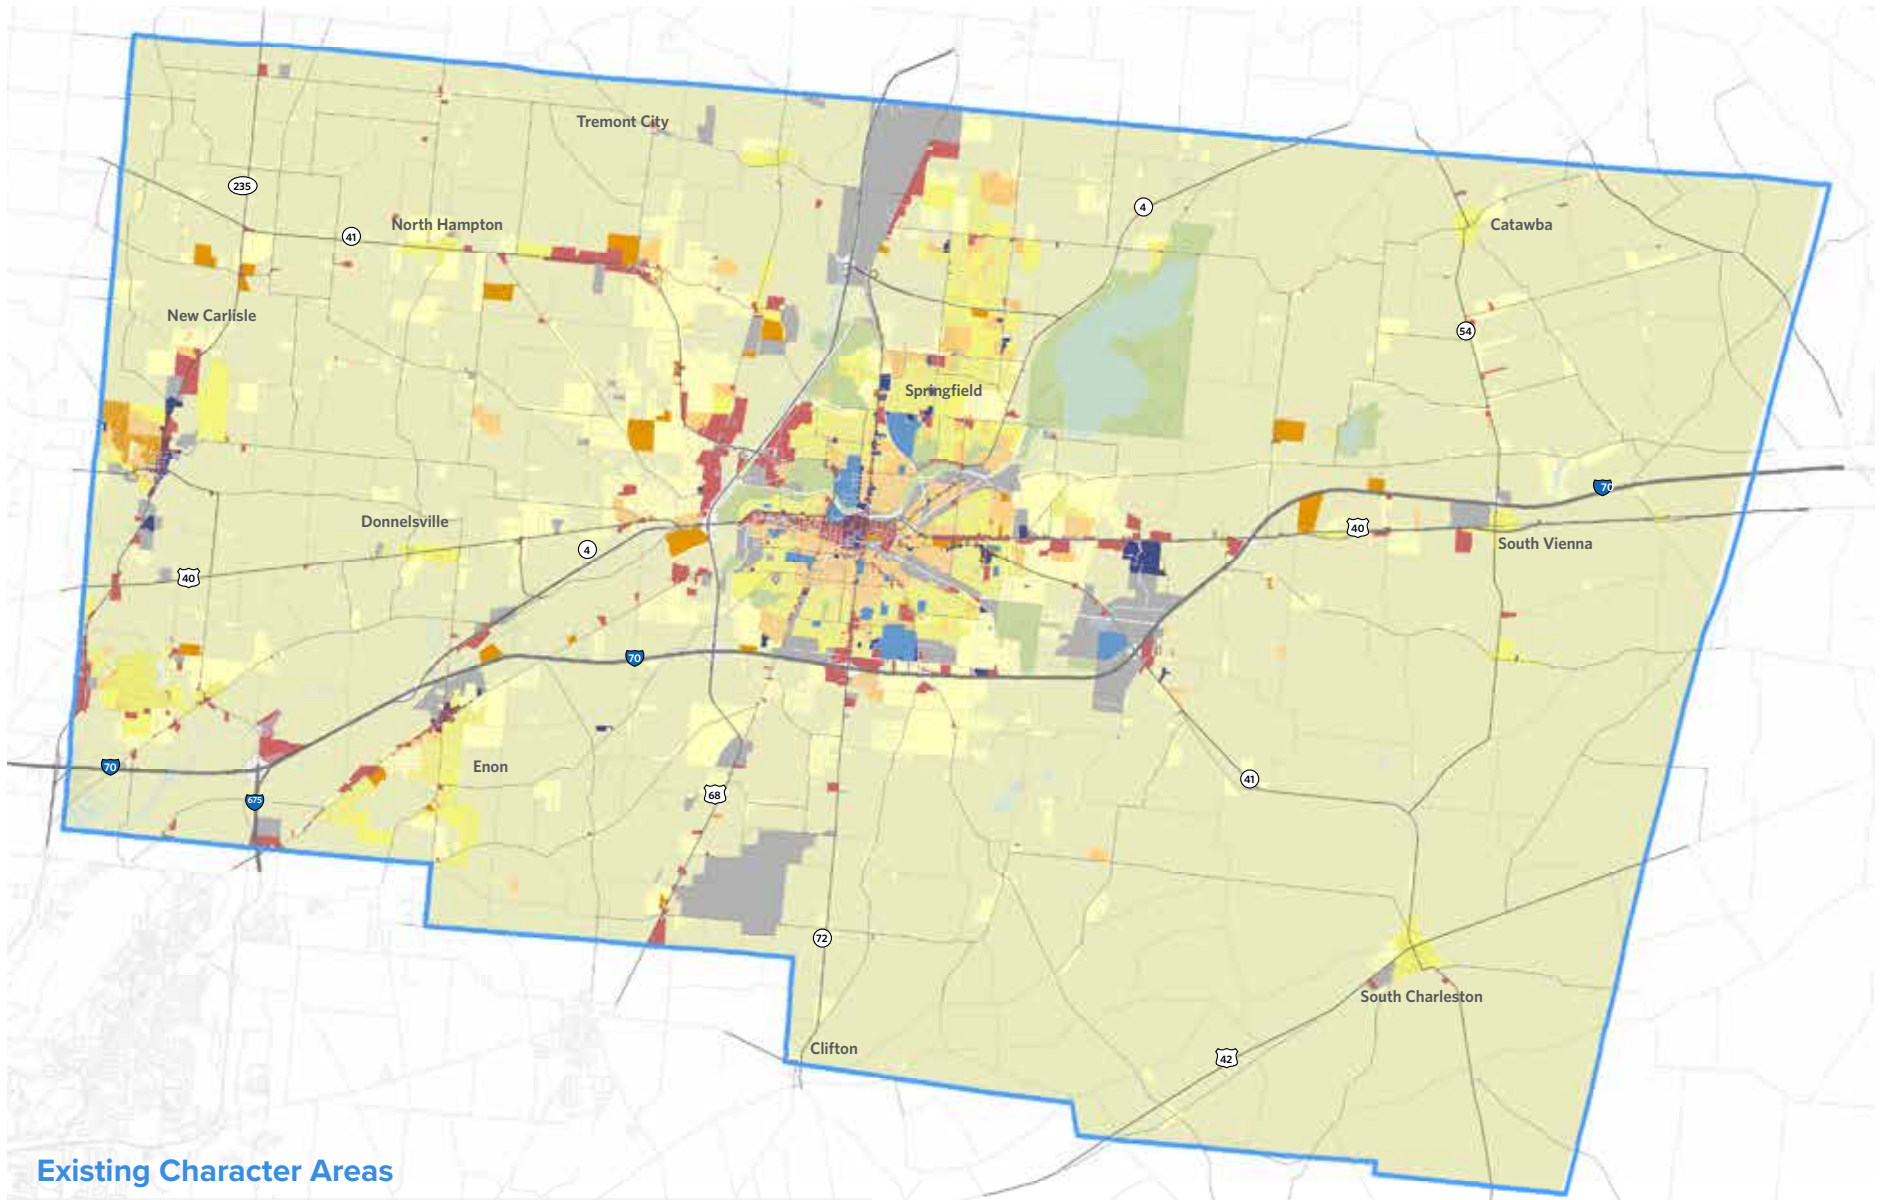 Tremont City
235
4
North Hampton
Catawba
41
New Carlisle
54
Springfield
70
Donnelsville
40
South Vienna
4
40
70
Enon
70
41
68
675
72
South Charleston
Clifton
42
Existing Character Areas